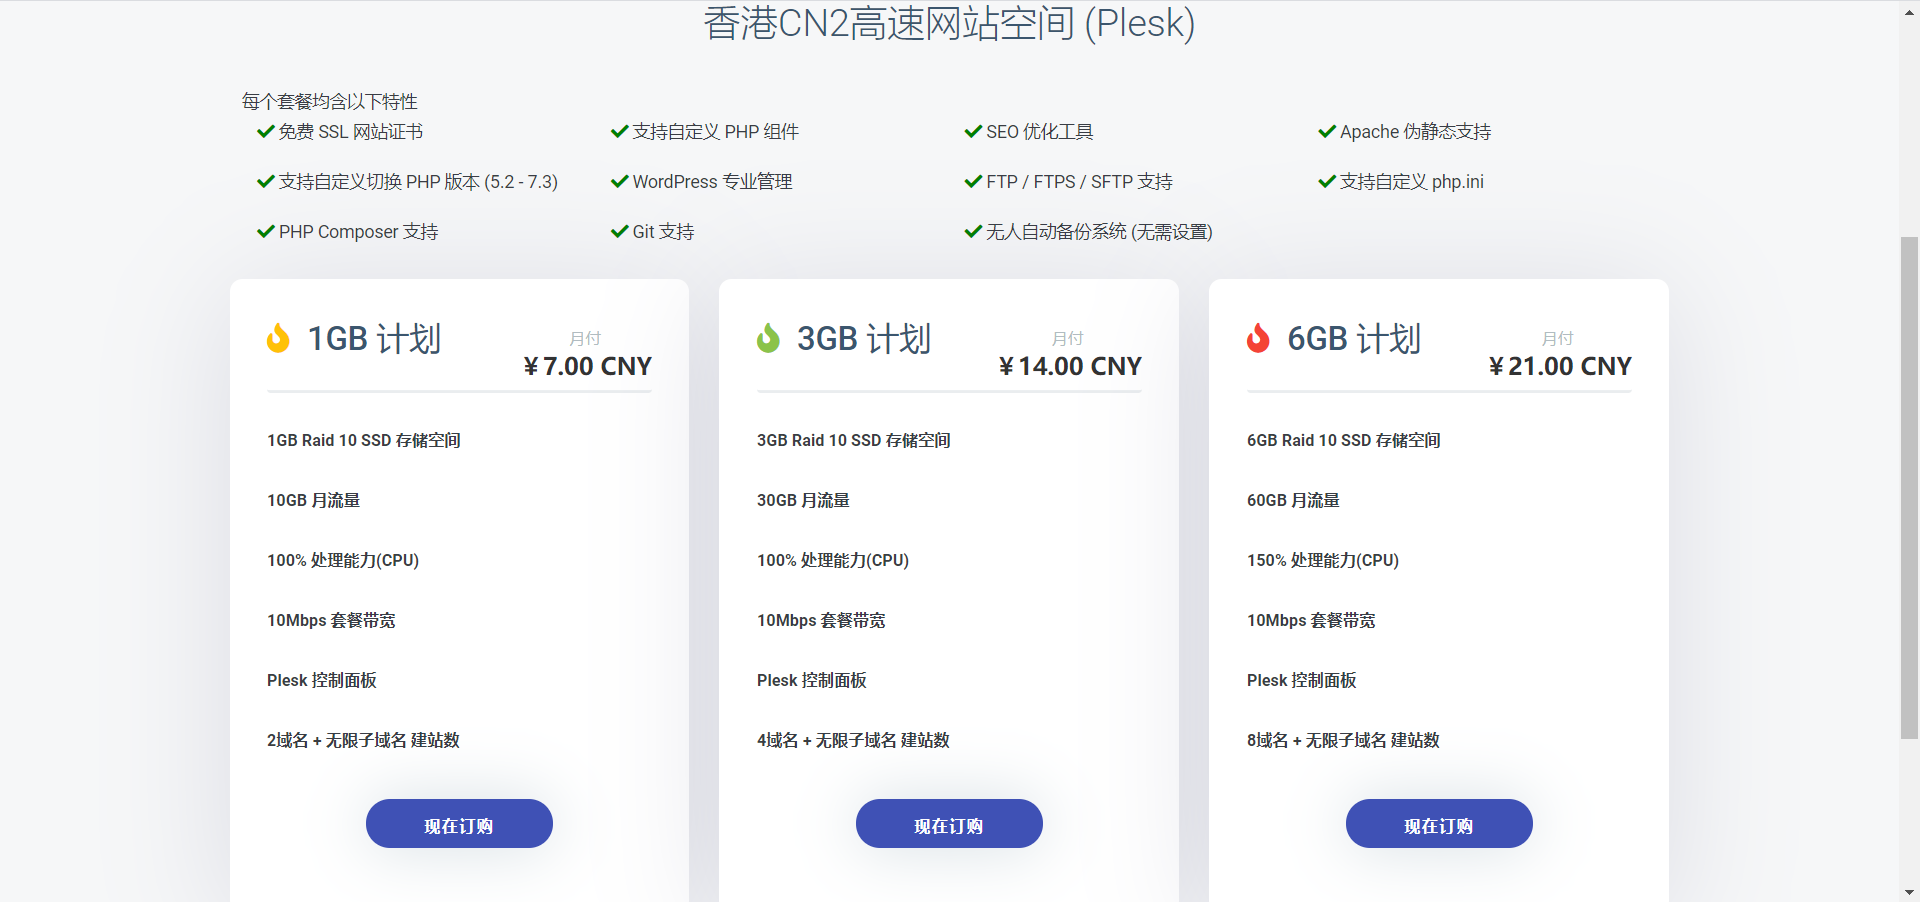 香港CN2高速网站空间 (Plesk)
每个套餐均含以下特性
免费 SSL 网站证书
支持自定义 PHP 组件
SEO 优化工具
Apache 伪静态支持
支持自定义切换 PHP 版本 (5.2 - 7.3)
WordPress 专业管理
FTP / FTPS / SFTP 支持
支持自定义 php.ini
PHP Composer 支持
Git 支持
无人自动备份系统 (无需设置)
1GB 计划
月付
¥ 7.00 CNY
1GB Raid 10 SSD 存储空间
10GB 月流量
100% 处理能力(CPU)
10Mbps 套餐带宽
Plesk 控制面板
2域名 + 无限子域名 建站数
现在订购
3GB 计划
月付
¥ 14.00 CNY
3GB Raid 10 SSD 存储空间
30GB 月流量
100% 处理能力(CPU)
10Mbps 套餐带宽
Plesk 控制面板
4域名 + 无限子域名 建站数
现在订购
6GB 计划
月付
¥ 21.00 CNY
6GB Raid 10 SSD 存储空间
60GB 月流量
150% 处理能力(CPU)
10Mbps 套餐带宽
Plesk 控制面板
8域名 + 无限子域名 建站数
现在订购